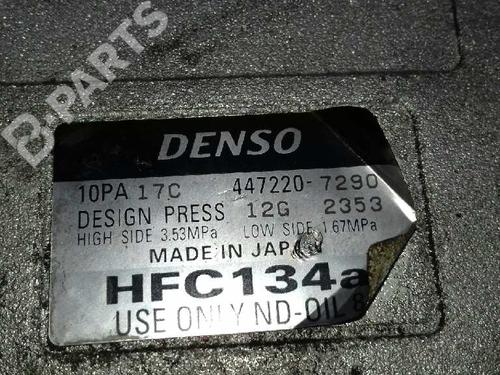 B-PARTS
DENSO
10PA 17C 447220-7290
DESIGN PRESS 12G 2353
HIGH SIDE 3.53MPa LOW SIDE 1.67MPa
MADE IN JAPAN
HFC134a
USE ONLY ND-OIL 8